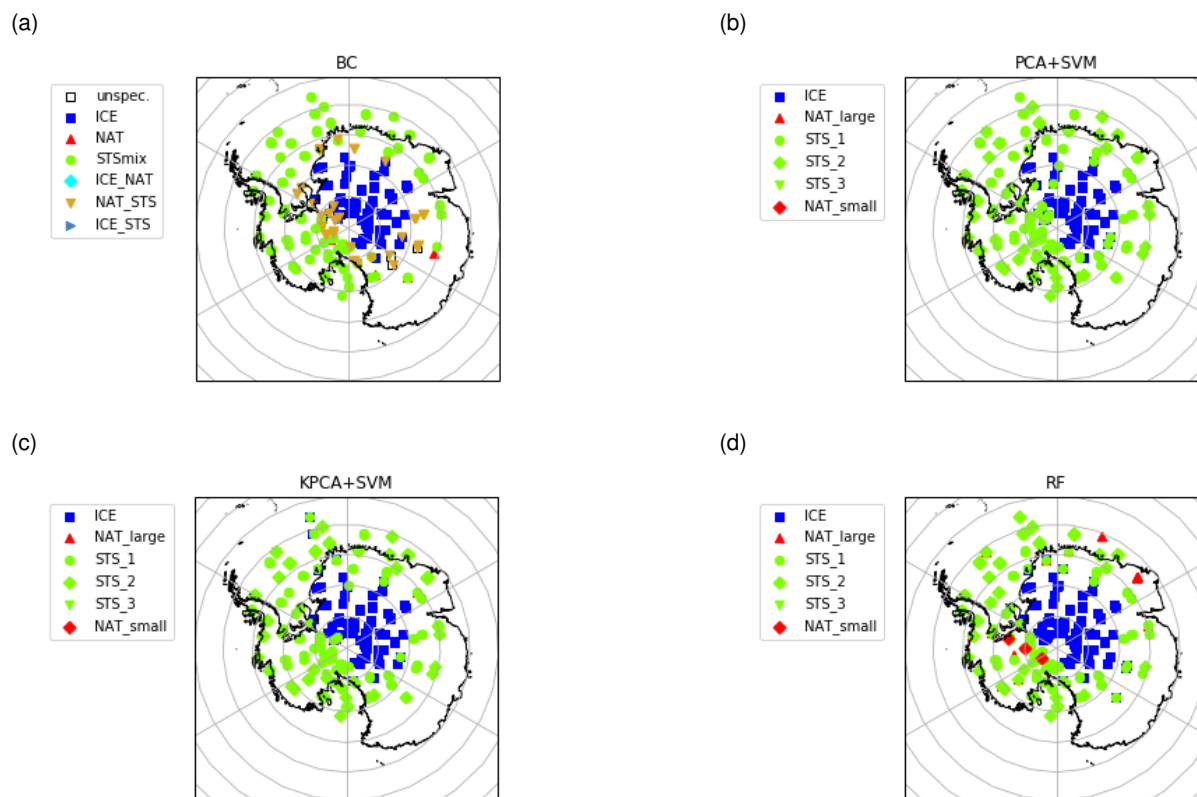 (a)
BC
unspec.
ICE
NAT
STSmix
ICE_NAT
NAT_STS
ICE_STS
(b)
PCA+SVM
ICE
NAT_large
STS_1
STS_2
STS_3
NAT_small
(c)
KPCA+SVM
ICE
NAT_large
STS_1
STS_2
STS_3
NAT_small
(d)
RF
ICE
NAT_large
STS_1
STS_2
STS_3
NAT_small